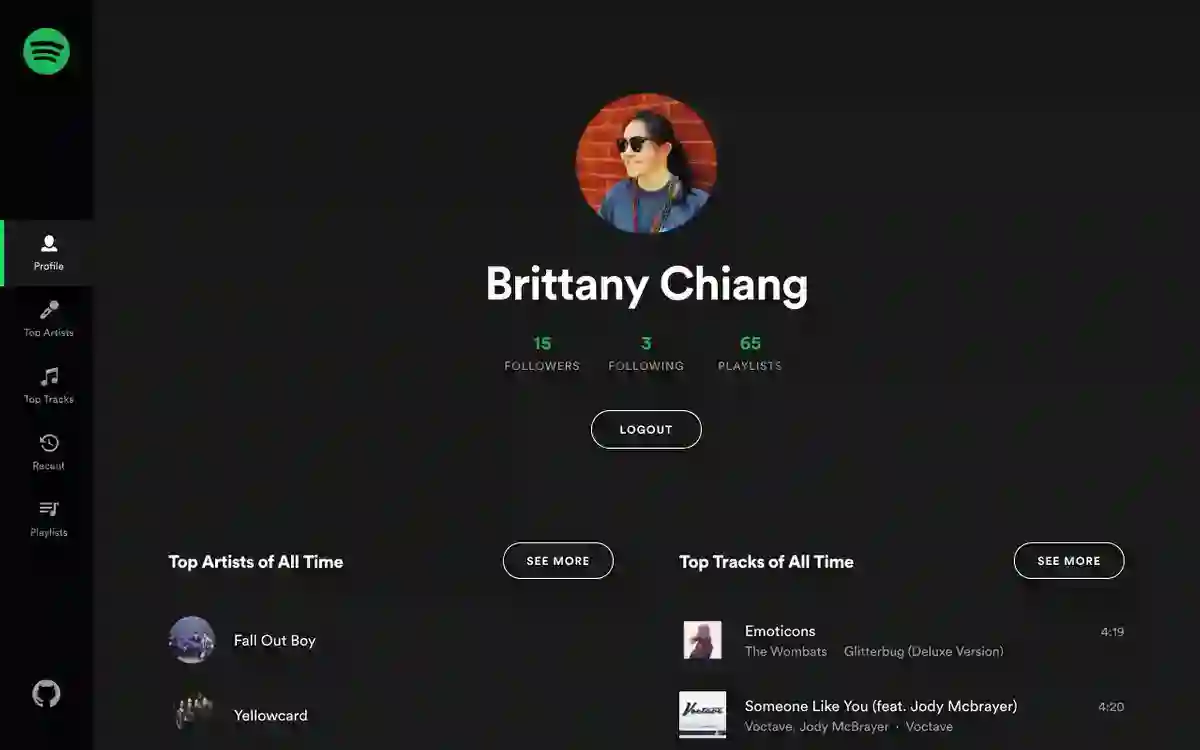 Profile
Top Artists
Top Tracks
Recent
Playlists
Brittany Chiang
15 3 65
FOLLOWERS FOLLOWING PLAYLISTS
LOGOUT
Top Artists of All Time
SEE MORE
Fall Out Boy
Yellowcard
Top Tracks of All Time
SEE MORE
Emoticons 4:19
The Wombats Glitterbug (Deluxe Version)
Voctave
Someone Like You (feat. Jody Mcbrayer) 4:20
Voctave, Jody McBrayer · Voctave